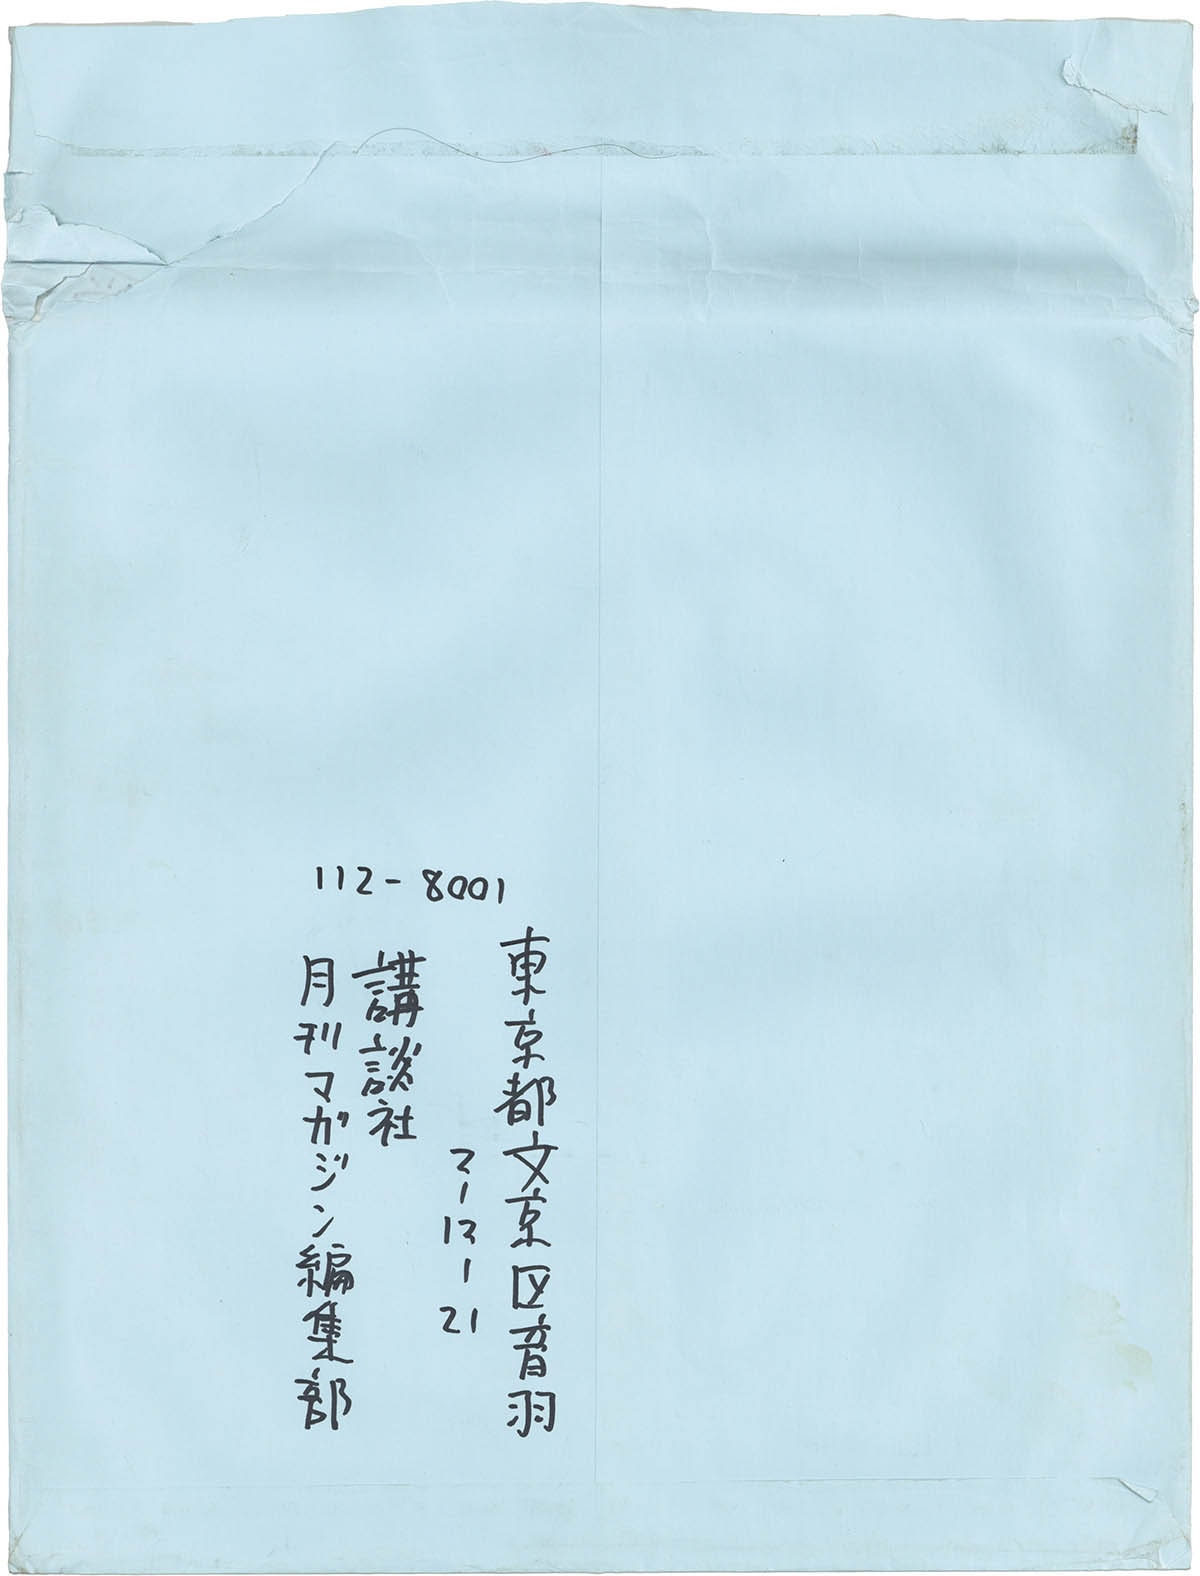 112-8001
東京都文京区音羽
2-12-21
講談社
月刊マガジン編集部